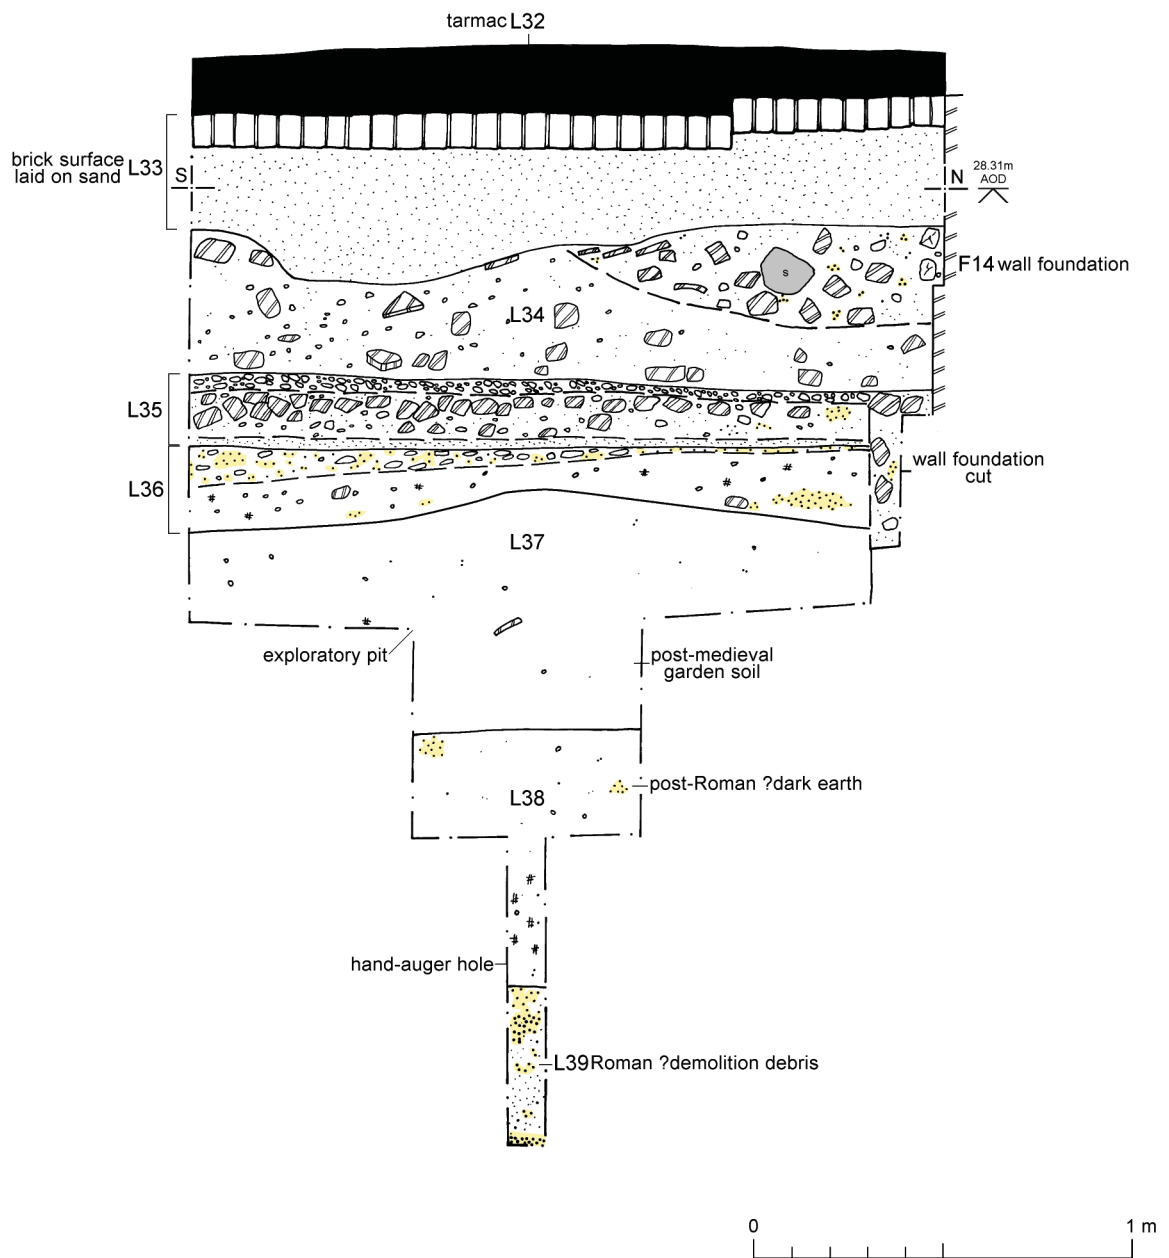 tarmac L32
brick surface
laid on sand
L33
S
N
28.31m
AOD
F14 wall foundation
s
L34
L35
wall foundation
cut
L36
L37
exploratory pit
post-medieval
garden soil
post-Roman ?dark earth
L38
hand-auger hole
L39 Roman ?demolition debris
0
1 m